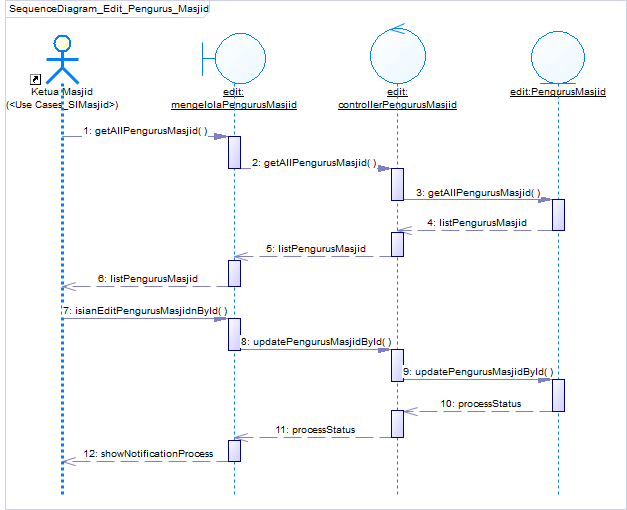 SequenceDiagram_Edit_Pengurus_Masjid
Ketua Masjid
(<Use Cases_SIMasjid>)
edit:
mengelolaPengurusMasjid
edit:
controllerPengurusMasjid
edit:PengurusMasjid
1: getAllPengurusMasjid( )
2: getAllPengurusMasjid( )
3: getAllPengurusMasjid( )
4: listPengurusMasjid
5: listPengurusMasjid
6: listPengurusMasjid
7: isianEditPengurusMasjidnById( )
8: updatePengurusMasjidById( )
9: updatePengurusMasjidById( )
10: processStatus
11: processStatus
12: showNotificationProcess